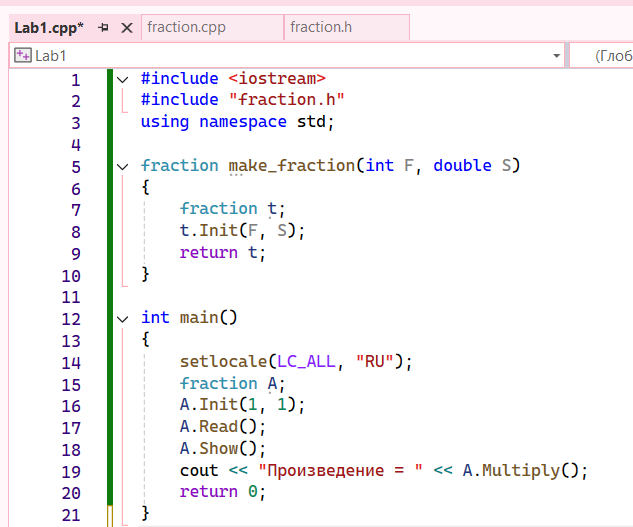 Lab1.cpp* fraction.cpp fraction.h
Lab1 (Глоб
1 #include <iostream>
2 #include "fraction.h"
3 using namespace std;
4
5 fraction make_fraction(int F, double S)
6 {
7 fraction t;
8 t.Init(F, S);
9 return t;
10 }
11
12 int main()
13 {
14 setlocale(LC_ALL, "RU");
15 fraction A;
16 A.Init(1, 1);
17 A.Read();
18 A.Show();
19 cout << "Произведение = " << A.Multiply();
20 return 0;
21 }